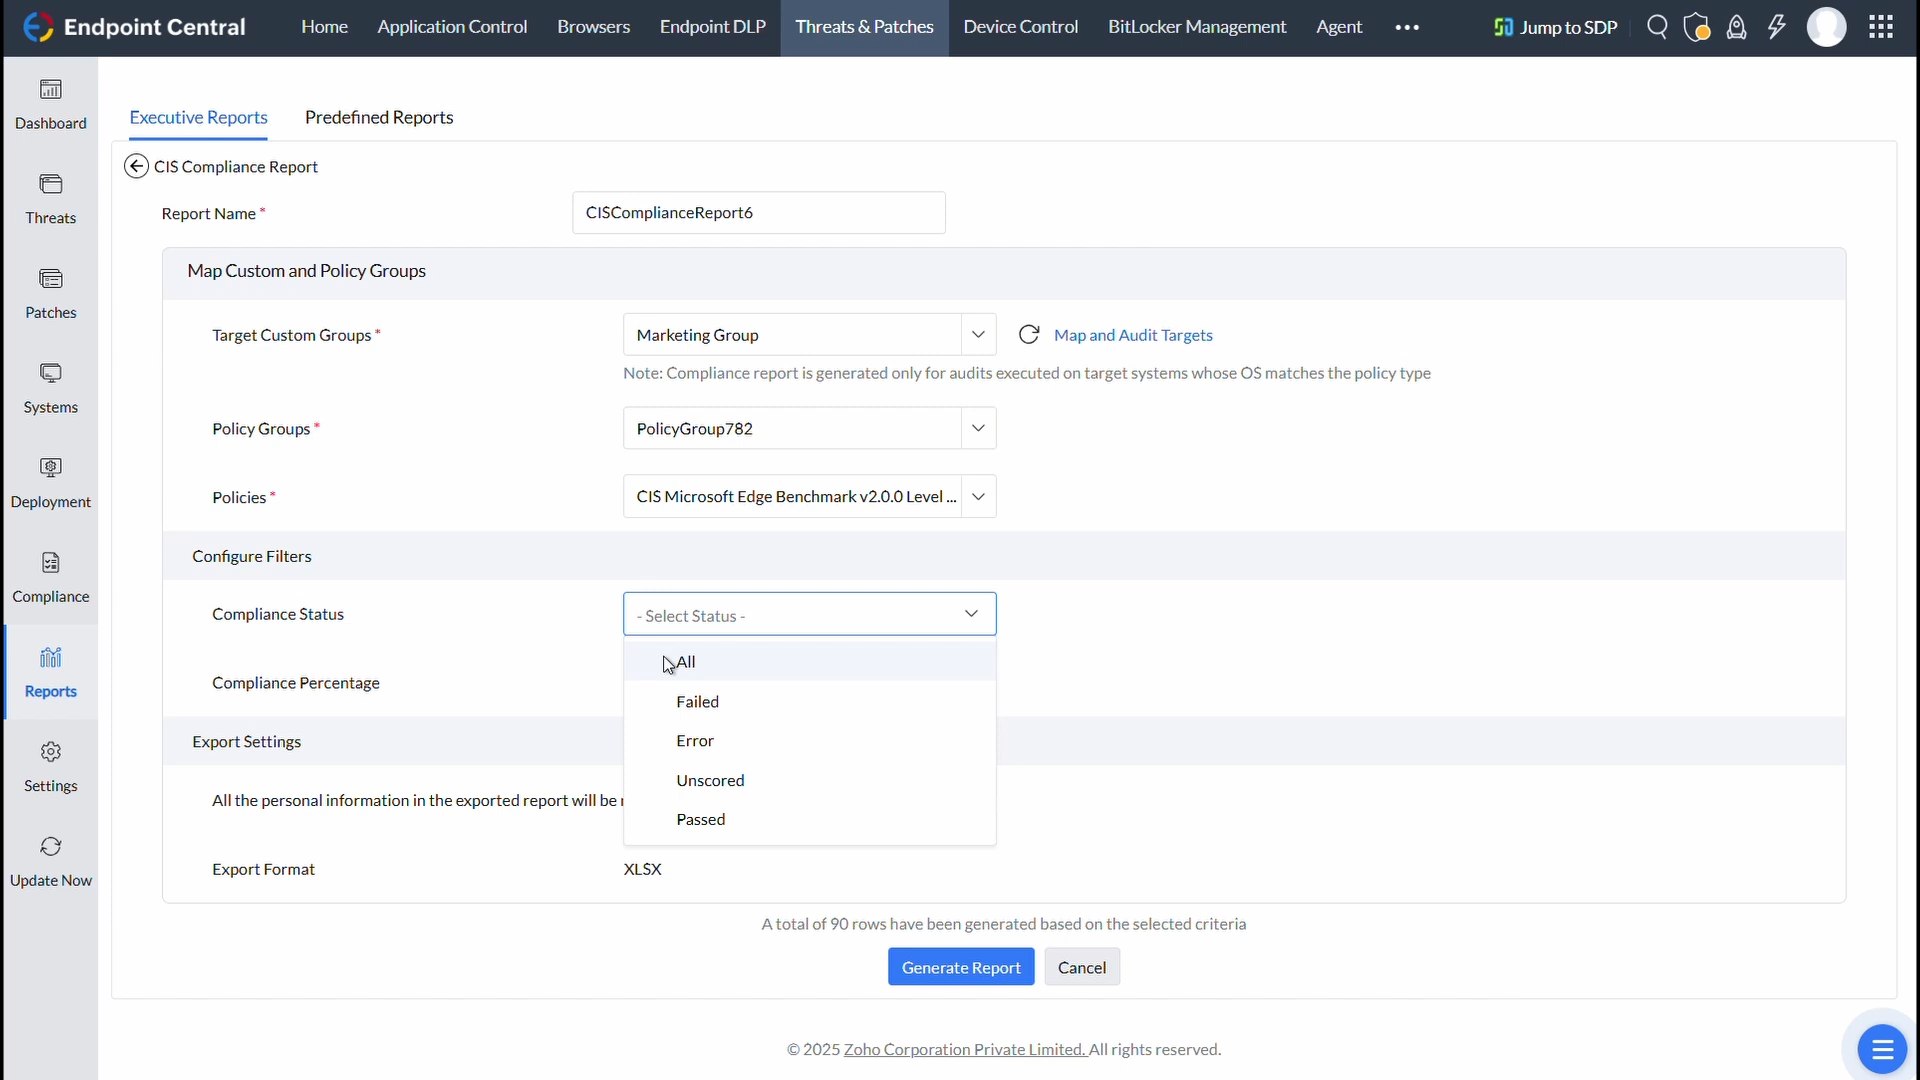 Endpoint Central
Home
Application Control
Browsers
Endpoint DLP
Threats & Patches
Device Control
BitLocker Management
Agent
Jump to SDP
Dashboard
Threats
Patches
Systems
Deployment
Compliance
Reports
Settings
Update Now
Executive Reports
Predefined Reports
CIS Compliance Report
Report Name *
CISComplianceReport6
Map Custom and Policy Groups
Target Custom Groups *
Marketing Group
Map and Audit Targets
Note: Compliance report is generated only for audits executed on target systems whose OS matches the policy type
Policy Groups *
PolicyGroup782
Policies *
CIS Microsoft Edge Benchmark v2.0.0 Level ...
Configure Filters
Compliance Status
- Select Status -
All
Failed
Error
Unscored
Passed
Compliance Percentage
Export Settings
All the personal information in the exported report will be
Export Format
XLSX
A total of 90 rows have been generated based on the selected criteria
Generate Report
Cancel
© 2025 Zoho Corporation Private Limited. All rights reserved.